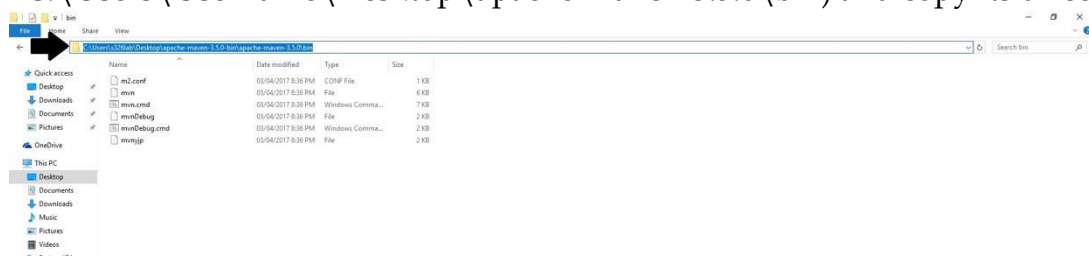 bin
File Home Share View
C:\Users\s326lab\Desktop\apache-maven-3.5.0-bin\apache-maven-3.5.0\bin
Search bin
Name Date modified Type Size
Quick access
Desktop
Downloads
Documents
Pictures
OneDrive
This PC
Desktop
Documents
Downloads
Music
Pictures
Videos
m2.conf 03/04/2017 8:36 PM CONF File 1 KB
mvn 03/04/2017 8:36 PM File 6 KB
mvn.cmd 03/04/2017 8:36 PM Windows Comma... 7 KB
mvnDebug 03/04/2017 8:36 PM File 2 KB
mvnDebug.cmd 03/04/2017 8:36 PM Windows Comma... 2 KB
mvnyjp 03/04/2017 8:36 PM File 2 KB